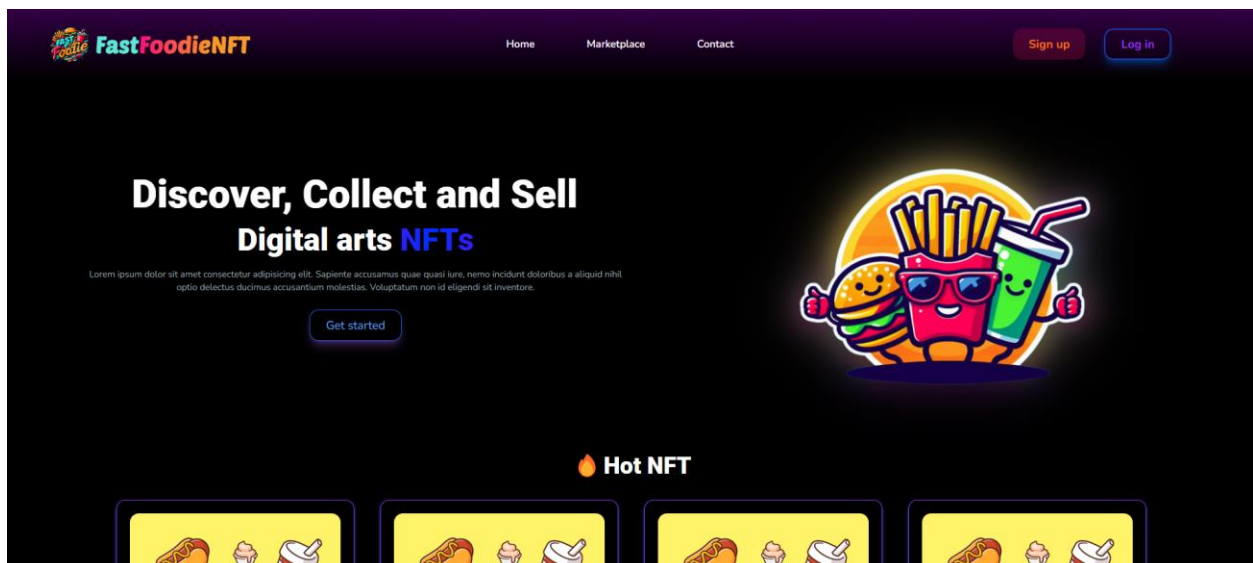 FAST
Foodie
FastFoodieNFT
Home
Marketplace
Contact
Sign up
Log in
Discover, Collect and Sell
Digital arts NFTs
Lorem ipsum dolor sit amet consectetur adipisicing elit. Sapiente accusamus quae quasi iure, nemo incidunt doloribus a aliquid nihil
optio delectus ducimus accusantium molestias. Voluptatum non id eligendi sit inventore.
Get started
🔥 Hot NFT